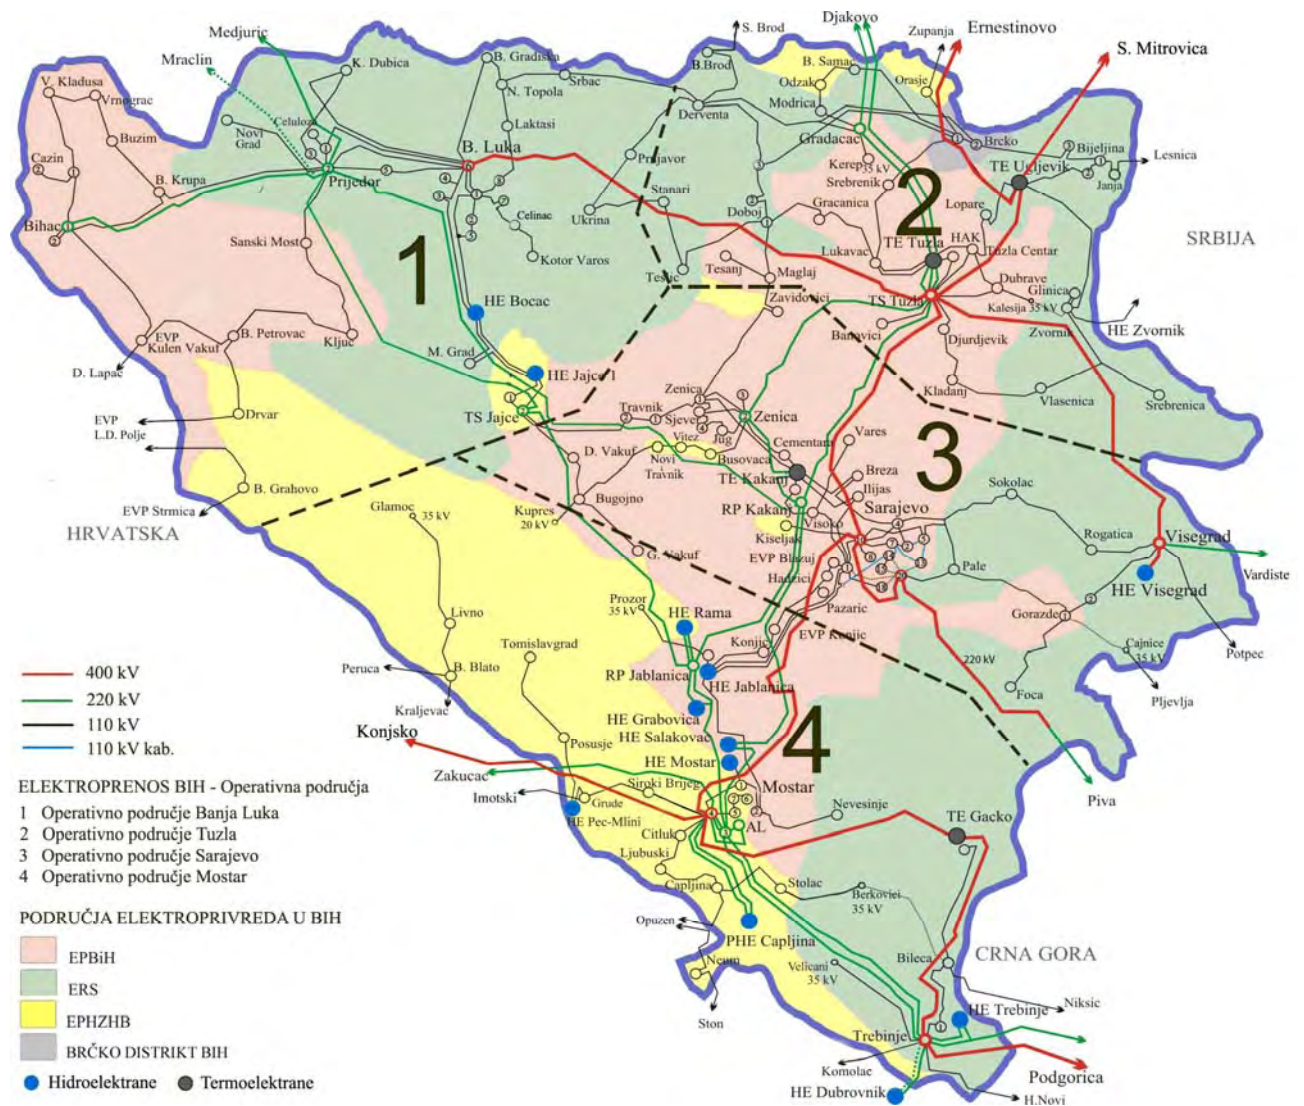 Medjuric
Mraclin
Djakovo
Ernestinovo
S. Mitrovica
S. Brod
Zupanja
V. Kladusa
Vrnograc
Buzim
Cazin
B. Krupa
Bihac
K. Dubica
Celuloza
Novi
Grad
Prijedor
B. Gradiska
N. Topola
Srbac
Laktasi
B. Luka
Celinac
Kotor Varos
Sanski Most
B.Brod
Derventa
Prnjavor
Stanari
Ukrina
Doboj
Teslic
B. Samac
Odzak
Orasje
Modrica
Gradacac
Kerep
35 kV
Srebrenik
Gracanica
Lukavac
Brcko
Bijeljina
Janja
Lesnica
TE Ugljevik
Lopare
TE Tuzla
HAK
Tuzla Centar
Dubrave
Kalesija 35 kV
Glinica
Zvornik
HE Zvornik
SRBIJA
TS Tuzla
Tesanj
Maglaj
Zavidovici
Banovici
Djurdjevik
Kladanj
Vlasenica
Srebrenica
1
2
3
4
HE Bocac
M. Grad
HE Jajce 1
TS Jajce
EVP
Kulen Vakuf
B. Petrovac
Kljuc
D. Lapac
Drvar
EVP
L.D. Polje
B. Grahovo
EVP Strmica
HRVATSKA
Glamoc
35 kV
Travnik
Zenica
Sjever
Jug
Zenica
Vitez
Novi
Travnik
Busovaca
Cementara
TE Kakanj
RP Kakanj
Vares
Breza
Ilijas
Sarajevo
Visoko
Kiseljak
EVP Blazuj
Hadzici
Pazaric
EVP Konjic
D. Vakuf
Bugojno
Kupres
20 kV
G. Vakuf
Sokolac
Rogatica
Visegrad
HE Visegrad
Vardiste
Pale
Gorazde
Cajnice
35 kV
Potpec
Pljevlja
Foca
220 kV
Piva
Prozor
35 kV
HE Rama
Konjic
RP Jablanica
HE Jablanica
HE Grabovica
HE Salakovac
HE Mostar
Mostar
Livno
Tomislavgrad
B. Blato
Peruca
Kraljevac
Konjsko
Zakucac
Posusje
Imotski
Grude
HE Pec-Mlini
Siroki Brijeg
Citluk
Ljubuski
Capljina
AL
Nevesinje
TE Gacko
Stolac
Berkovici
35 kV
Opuzen
PHE Capljina
Neum
Ston
Velicani
35 kV
Bileca
CRNA GORA
Niksic
HE Trebinje
Trebinje
Komolac
HE Dubrovnik
Podgorica
H.Novi
400 kV
220 kV
110 kV
110 kV kab.
ELEKTROPRENOS BIH - Operativna područja
1 Operativno područje Banja Luka
2 Operativno područje Tuzla
3 Operativno područje Sarajevo
4 Operativno područje Mostar
PODRUČJA ELEKTROPRIVREDA U BIH
EPBiH
ERS
EPHZHB
BRČKO DISTRIKT BIH
Hidroelektrane
Termoelektrane